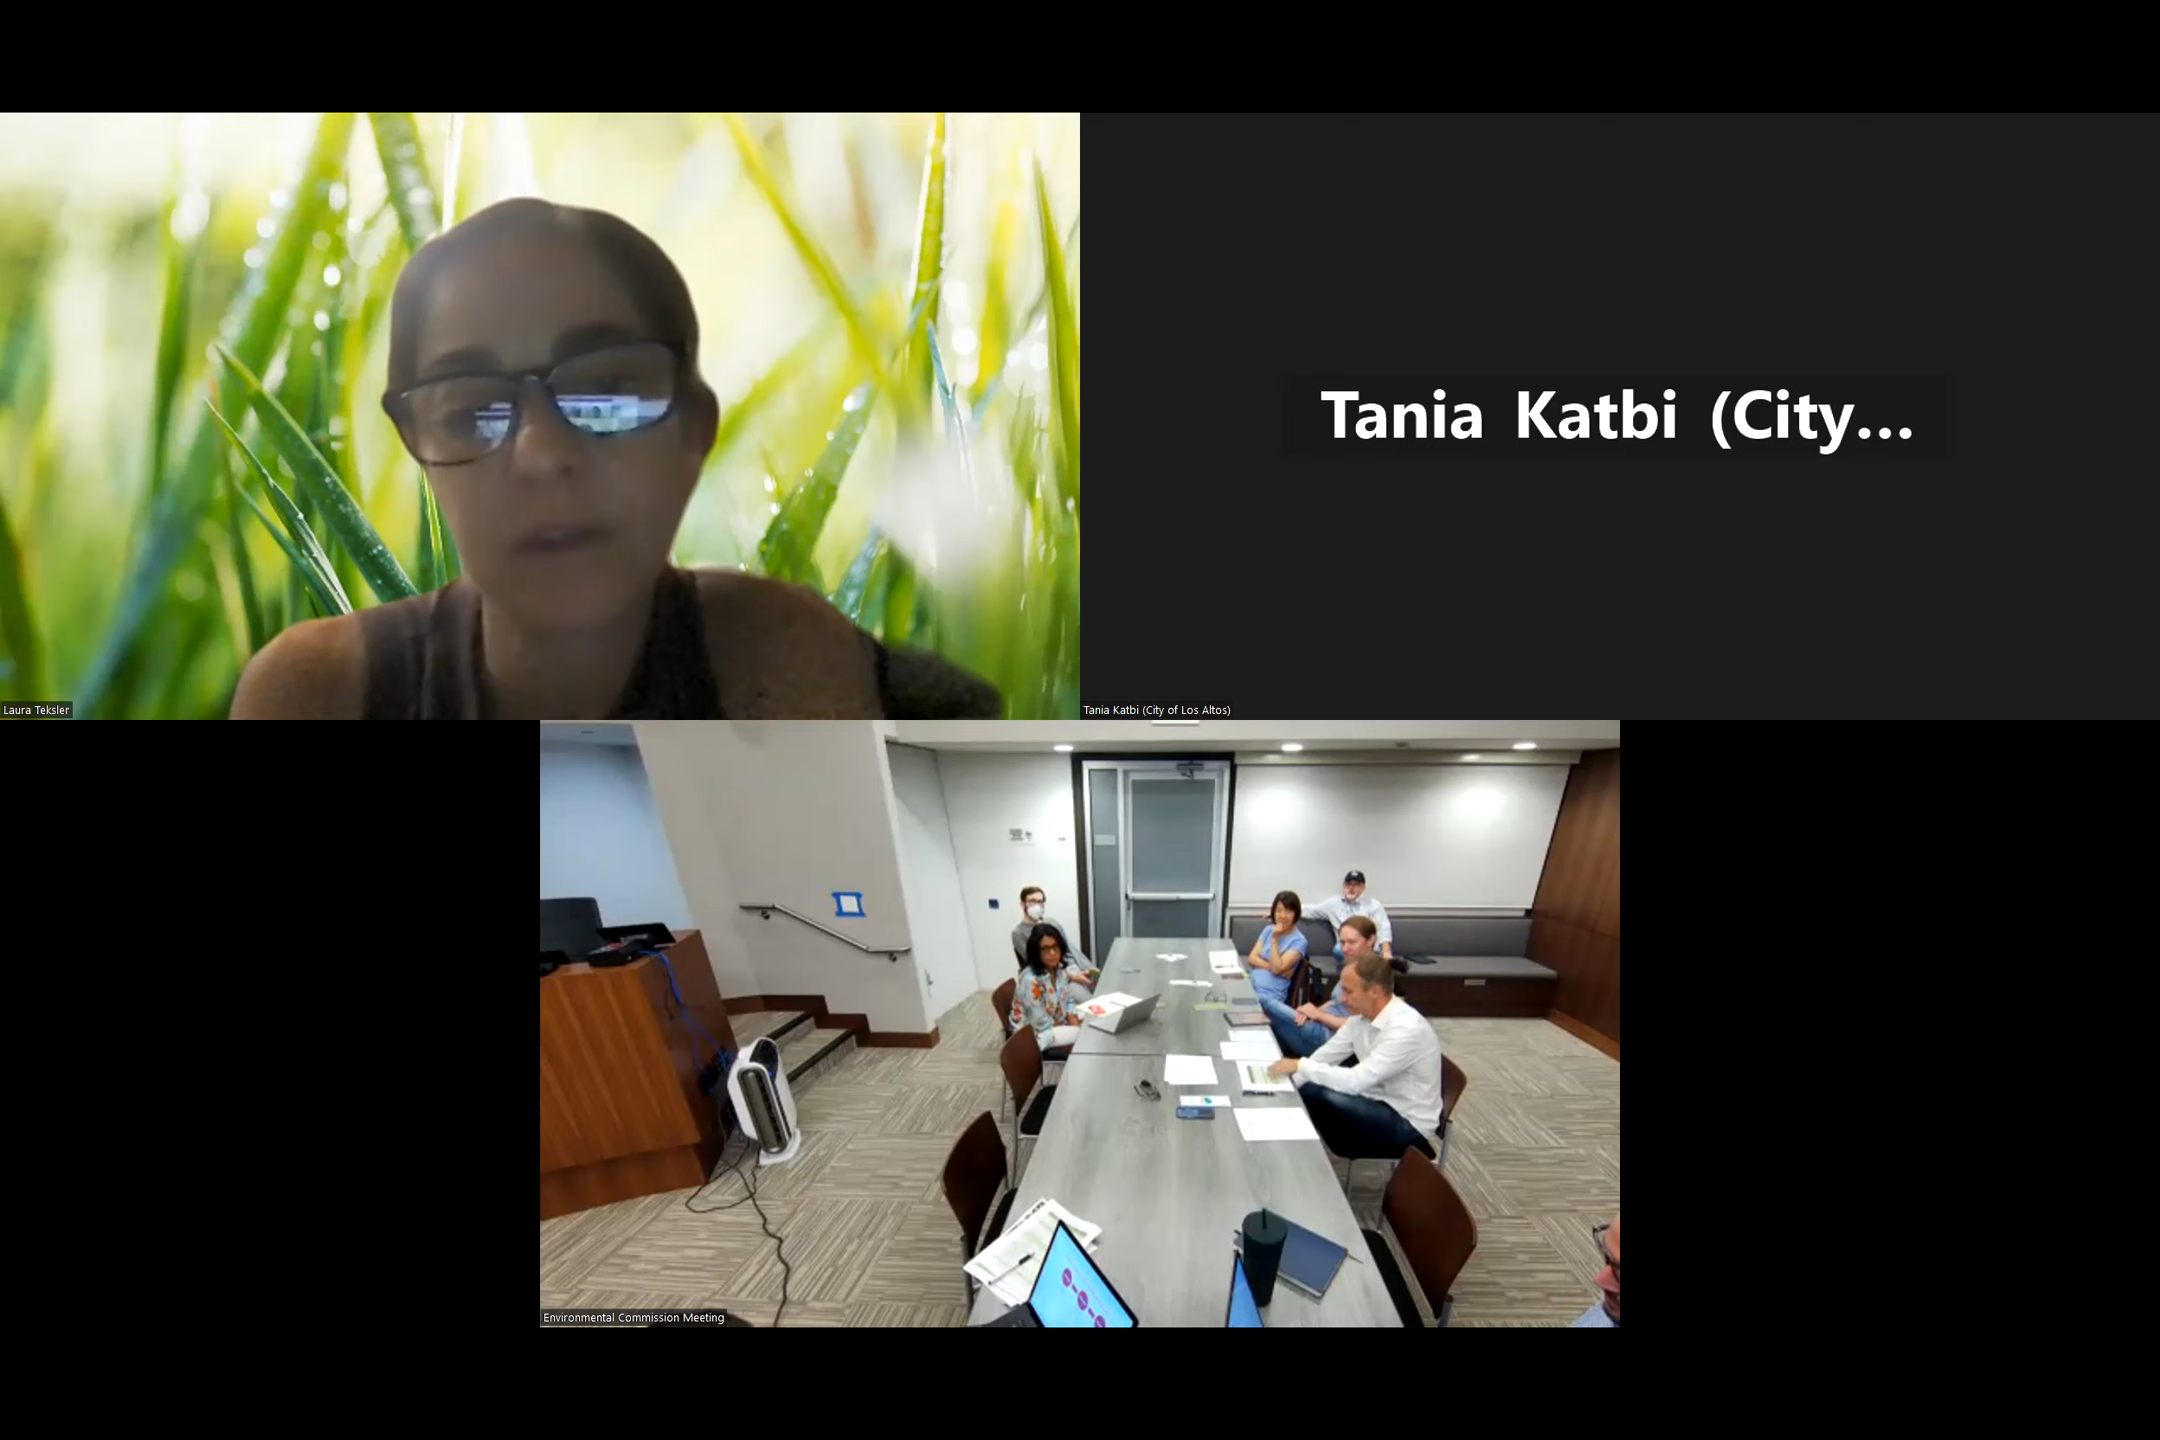 Tania Katbi (City...
Laura Teksler
Tania Katbi (City of Los Altos)
Environmental Commission Meeting